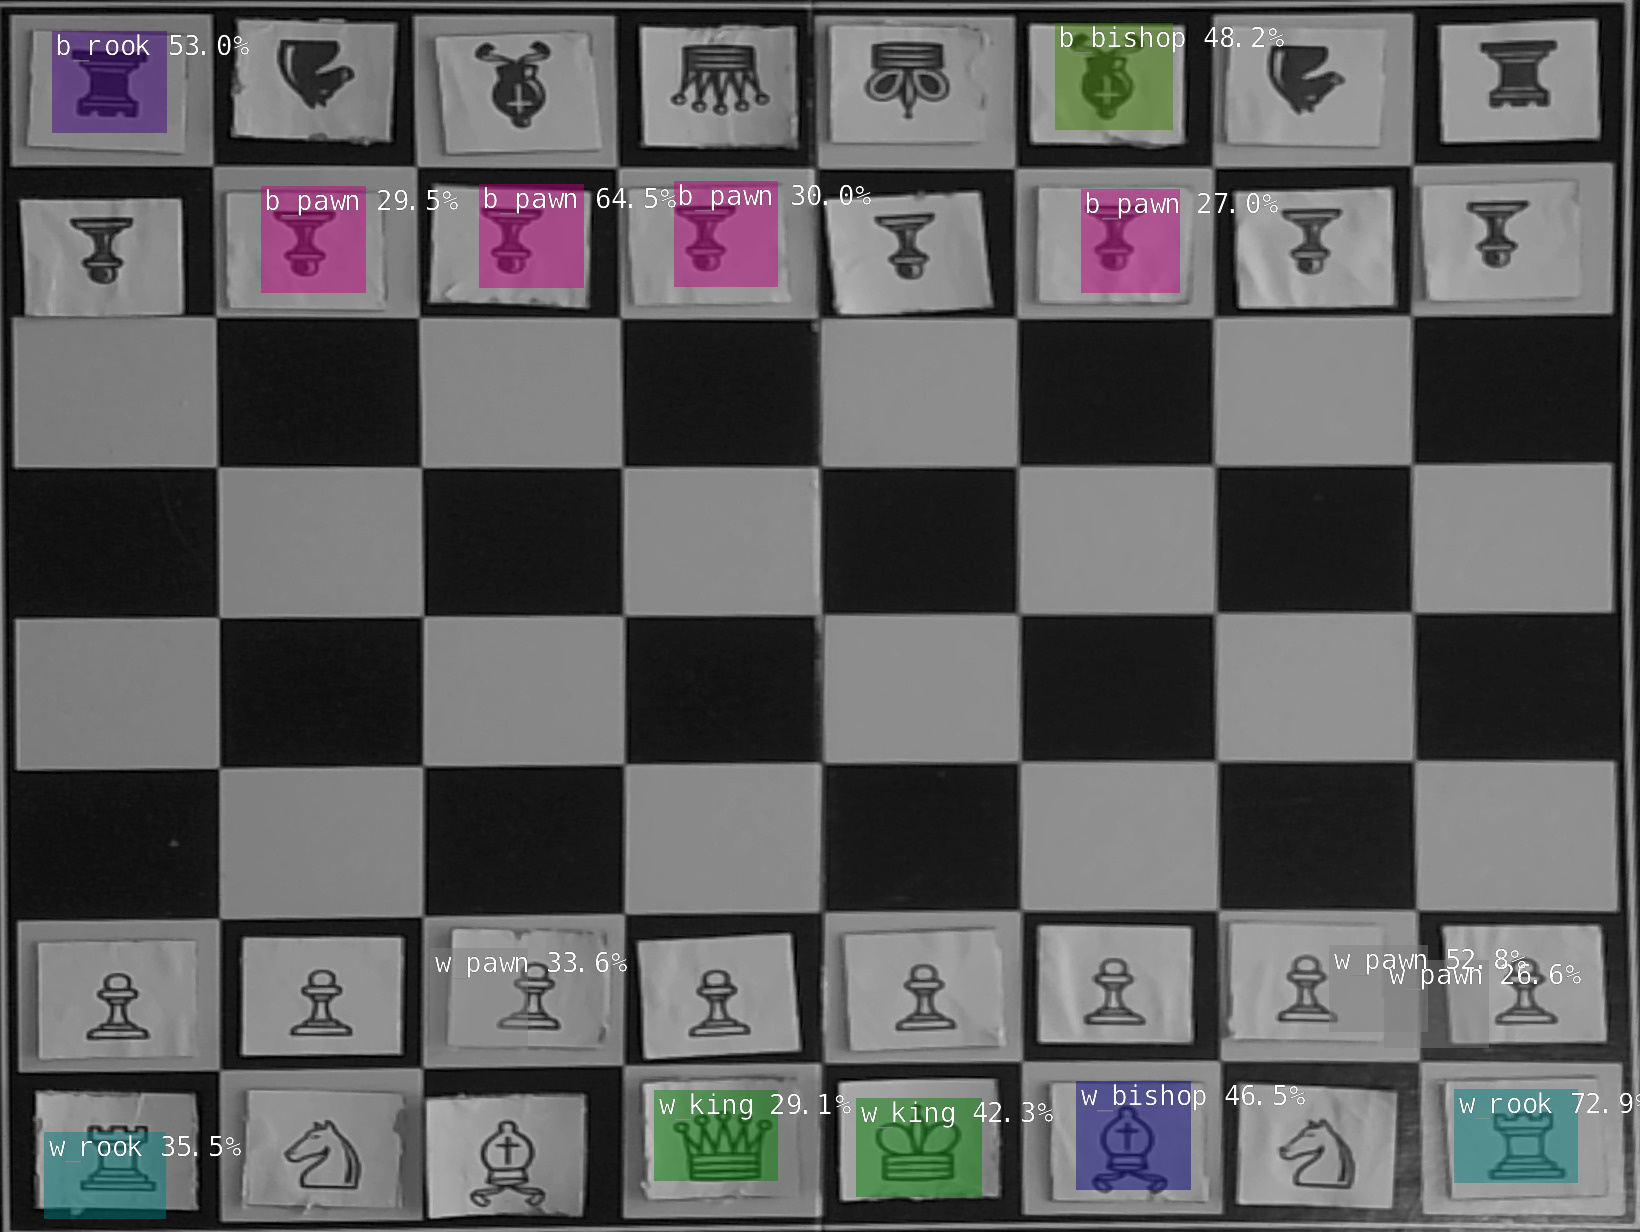 b_rook 53.0%
b_bishop 48.2%
b_pawn 29.5%
b_pawn 64.5%
b_pawn 30.0%
b_pawn 27.0%
w_pawn 33.6%
w_pawn 52.8%
w_pawn 26.6%
w_king 29.1%
w_king 42.3%
w_bishop 46.5%
w_rook 72.9%
w_rook 35.5%